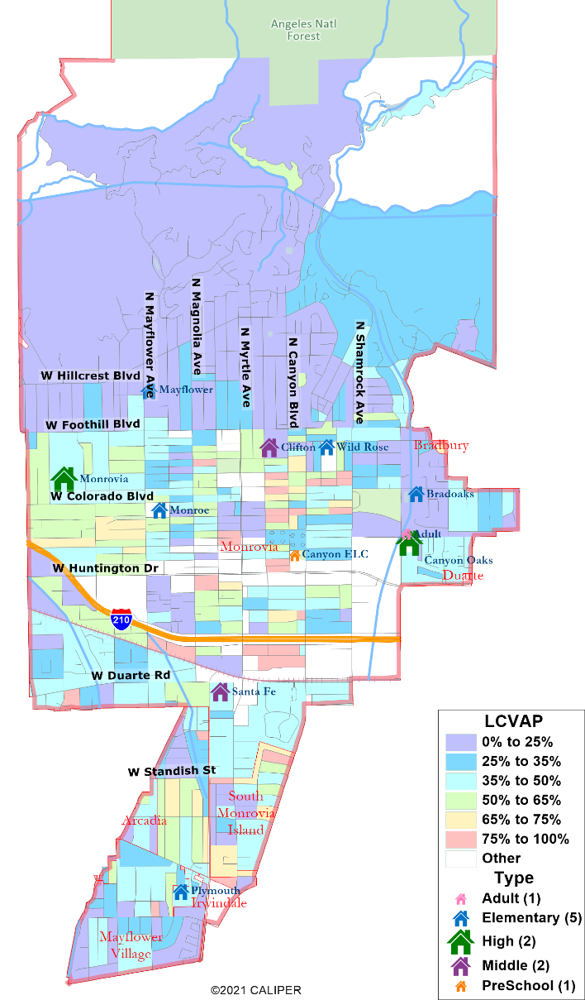 Angeles Natl
Forest
N Mayflower Ave
N Magnolia Ave
N Myrtle Ave
N Canyon Blvd
N Shamrock Ave
W Hillcrest Blvd
Mayflower
W Foothill Blvd
Clifton
Wild Rose
Bradbury
Monrovia
W Colorado Blvd
Bradoaks
Monroe
Adult
Monrovia
Canyon ELC
Canyon Oaks
W Huntington Dr
Duarte
210
W Duarte Rd
Santa Fe
W Standish St
South
Monrovia
Island
Arcadia
Plymouth
Irwindale
Mayflower
Village
LCVAP
0% to 25%
25% to 35%
35% to 50%
50% to 65%
65% to 75%
75% to 100%
Other
Type
Adult (1)
Elementary (5)
High (2)
Middle (2)
PreSchool (1)
©2021 CALIPER